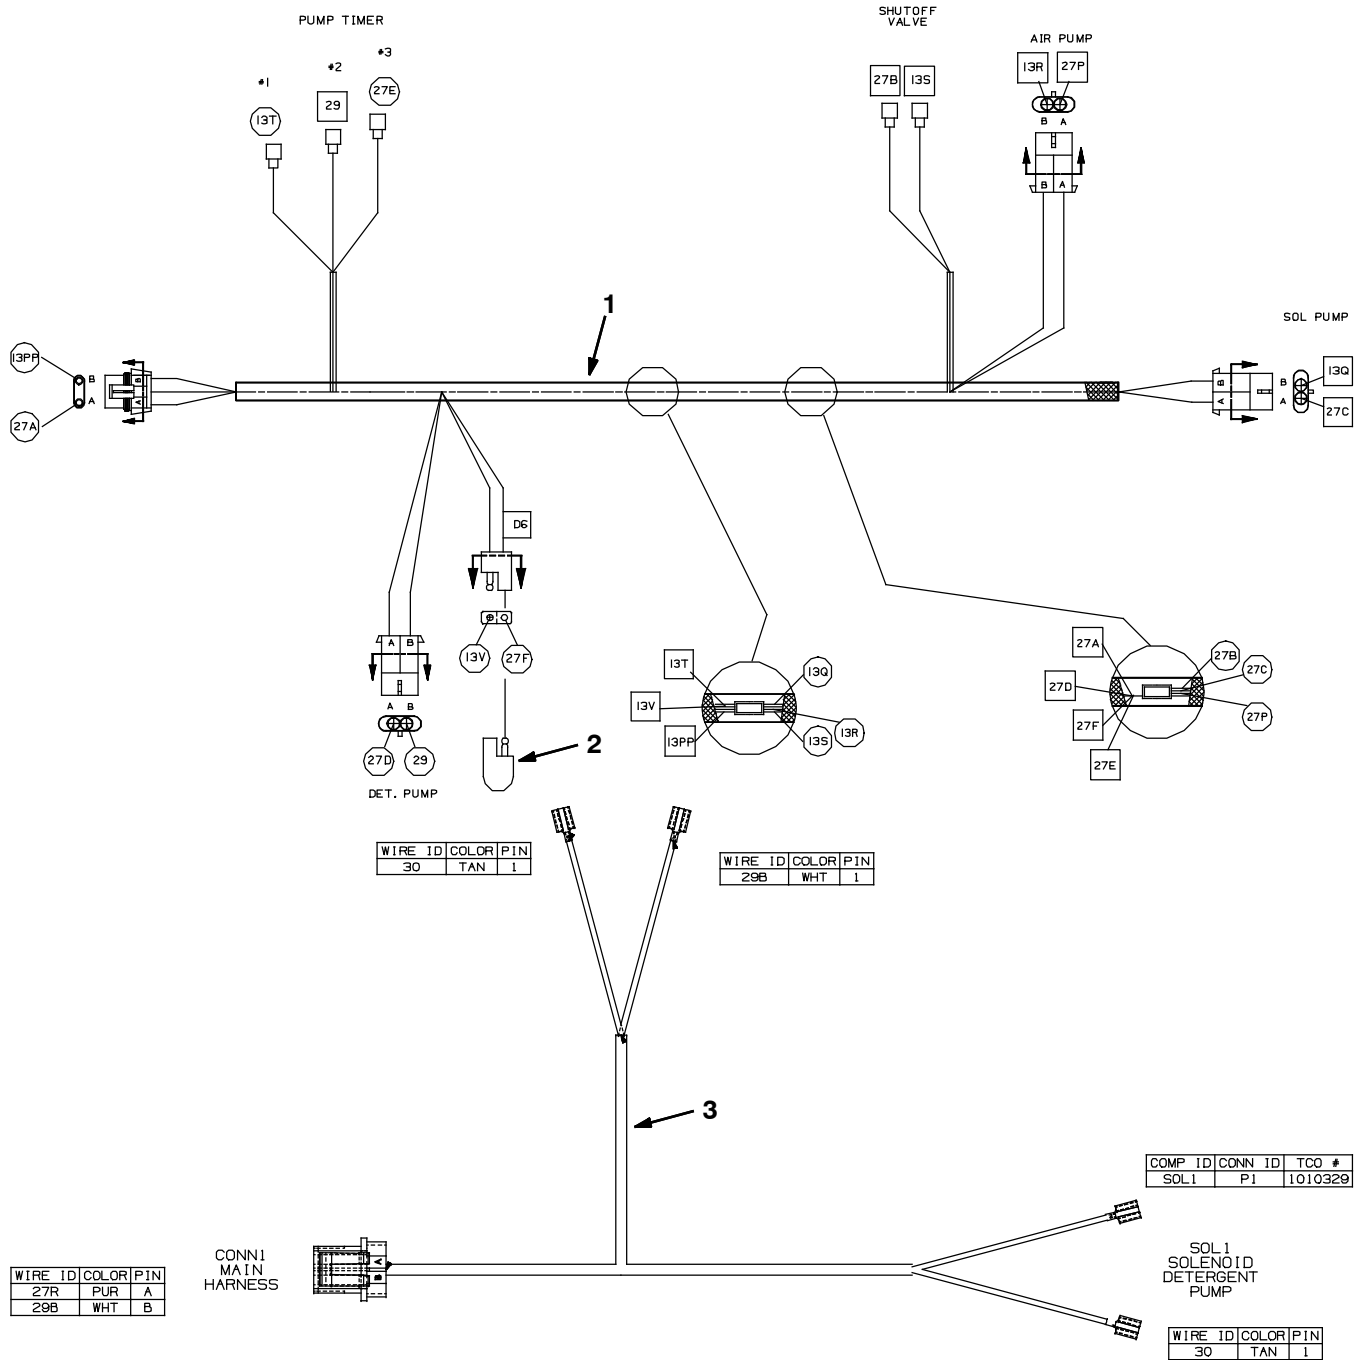 PUMP TIMER
SHUTOFF
VALVE
#1
#2
#3
13T
29
27E
27B
13S
AIR PUMP
13R
27P
B A
B A
SOL PUMP
1
13PP
27A
B
A
B
A
B
A
B
A
13Q
27C
D6
13V
27F
A B
A B
27D
29
DET. PUMP
2
13T
13V
13PP
13Q
13R
13S
27A
27D
27F
27E
27B
27C
27P
WIRE ID COLOR PIN
30 TAN 1
WIRE ID COLOR PIN
29B WHT 1
3
COMP ID CONN ID TCO #
SOL1 P1 1010329
CONN1
MAIN
HARNESS
A
B
WIRE ID COLOR PIN
27R PUR A
29B WHT B
SOL1
SOLENOID
DETERGENT
PUMP
WIRE ID COLOR PIN
30 TAN 1